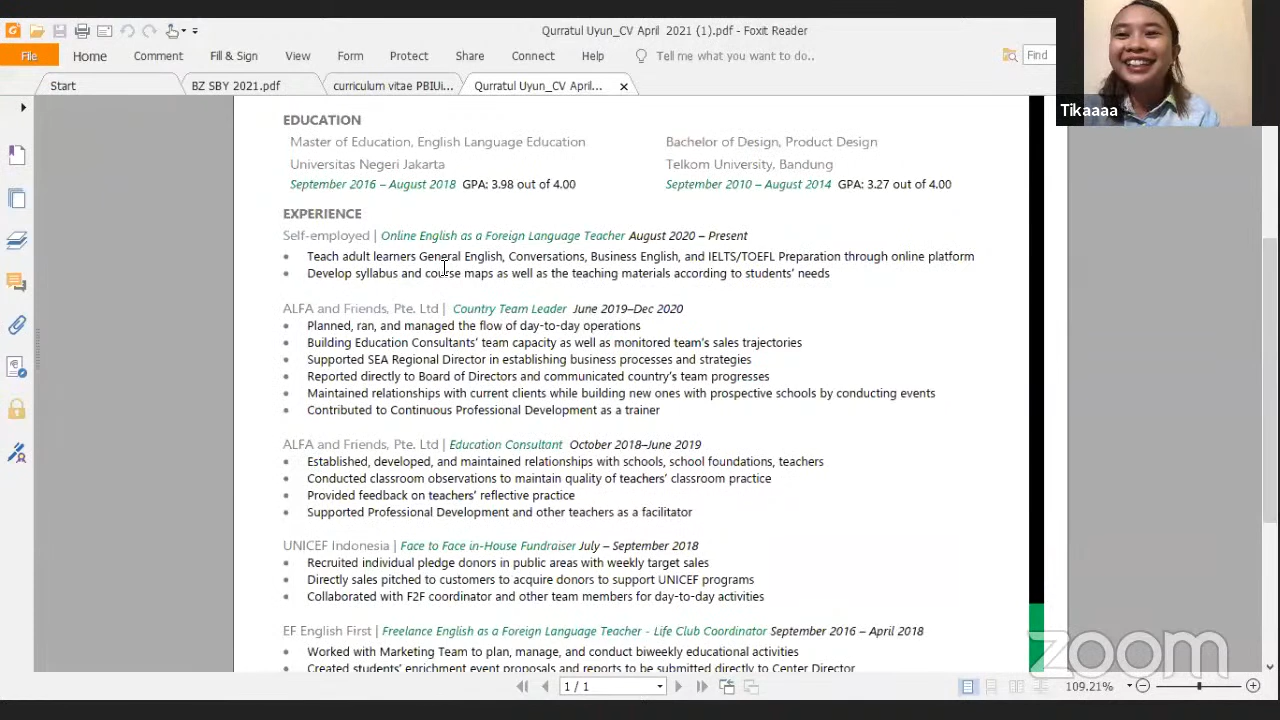 Qurratul Uyun_CV April 2021 (1).pdf - Foxit Reader
File Home Comment Fill & Sign View Form Protect Share Connect Help Tell me what you want to do.. Find
Start BZ SBY 2021.pdf curriculum vitae PBIUi... Qurratul Uyun_CV April...
Tikaaaa
EDUCATION
Master of Education, English Language Education Bachelor of Design, Product Design
Universitas Negeri Jakarta Telkom University, Bandung
September 2016 – August 2018 GPA: 3.98 out of 4.00 September 2010 – August 2014 GPA: 3.27 out of 4.00
EXPERIENCE
Self-employed | Online English as a Foreign Language Teacher August 2020 – Present
Teach adult learners General English, Conversations, Business English, and IELTS/TOEFL Preparation through online platform
Develop syllabus and course maps as well as the teaching materials according to students' needs
ALFA and Friends, Pte. Ltd | Country Team Leader June 2019–Dec 2020
Planned, ran, and managed the flow of day-to-day operations
Building Education Consultants' team capacity as well as monitored team's sales trajectories
Supported SEA Regional Director in establishing business processes and strategies
Reported directly to Board of Directors and communicated country's team progresses
Maintained relationships with current clients while building new ones with prospective schools by conducting events
Contributed to Continuous Professional Development as a trainer
ALFA and Friends, Pte. Ltd | Education Consultant October 2018–June 2019
Established, developed, and maintained relationships with schools, school foundations, teachers
Conducted classroom observations to maintain quality of teachers' classroom practice
Provided feedback on teachers' reflective practice
Supported Professional Development and other teachers as a facilitator
UNICEF Indonesia | Face to Face in-House Fundraiser July – September 2018
Recruited individual pledge donors in public areas with weekly target sales
Directly sales pitched to customers to acquire donors to support UNICEF programs
Collaborated with F2F coordinator and other team members for day-to-day activities
EF English First | Freelance English as a Foreign Language Teacher - Life Club Coordinator September 2016 – April 2018
Worked with Marketing Team to plan, manage, and conduct biweekly educational activities
Created students' enrichment event proposals and reports to be submitted directly to Center Director
zoom
1 / 1 109.21%